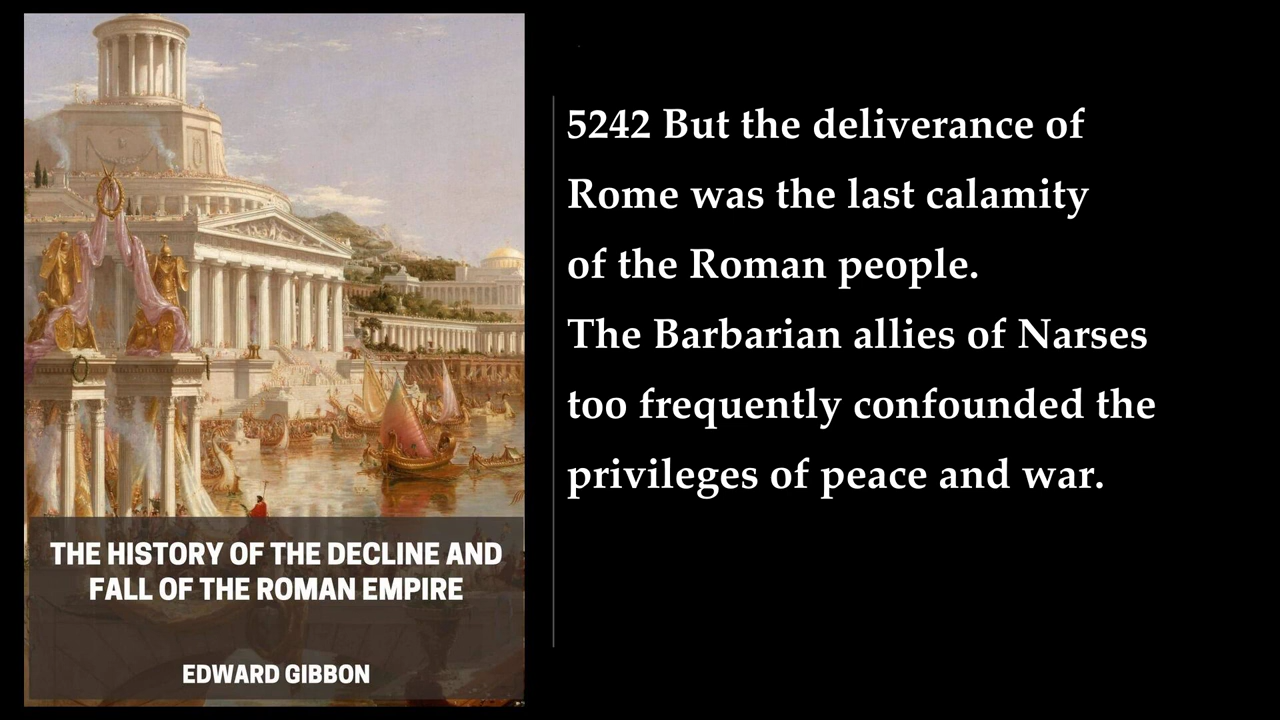 THE HISTORY OF THE DECLINE AND
FALL OF THE ROMAN EMPIRE
EDWARD GIBBON
5242 But the deliverance of
Rome was the last calamity
of the Roman people.
The Barbarian allies of Narses
too frequently confounded the
privileges of peace and war.